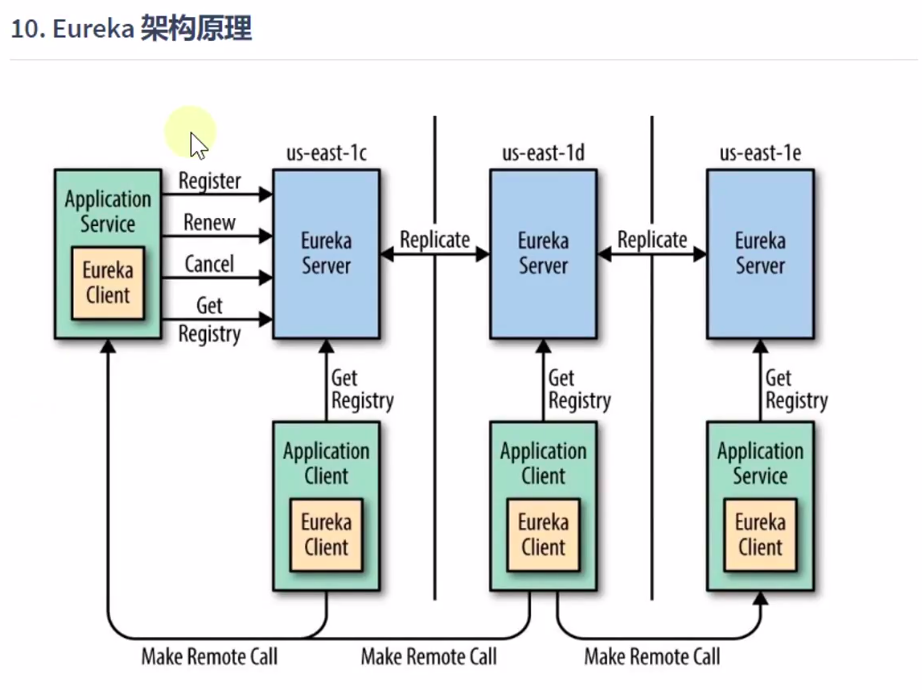 10. Eureka 架构原理
us-east-1c
us-east-1d
us-east-1e
Application
Service
Eureka
Client
Register
Renew
Cancel
Get
Registry
Eureka
Server
Replicate
Eureka
Server
Replicate
Eureka
Server
Get
Registry
Get
Registry
Get
Registry
Application
Client
Eureka
Client
Application
Client
Eureka
Client
Application
Service
Eureka
Client
Make Remote Call
Make Remote Call
Make Remote Call